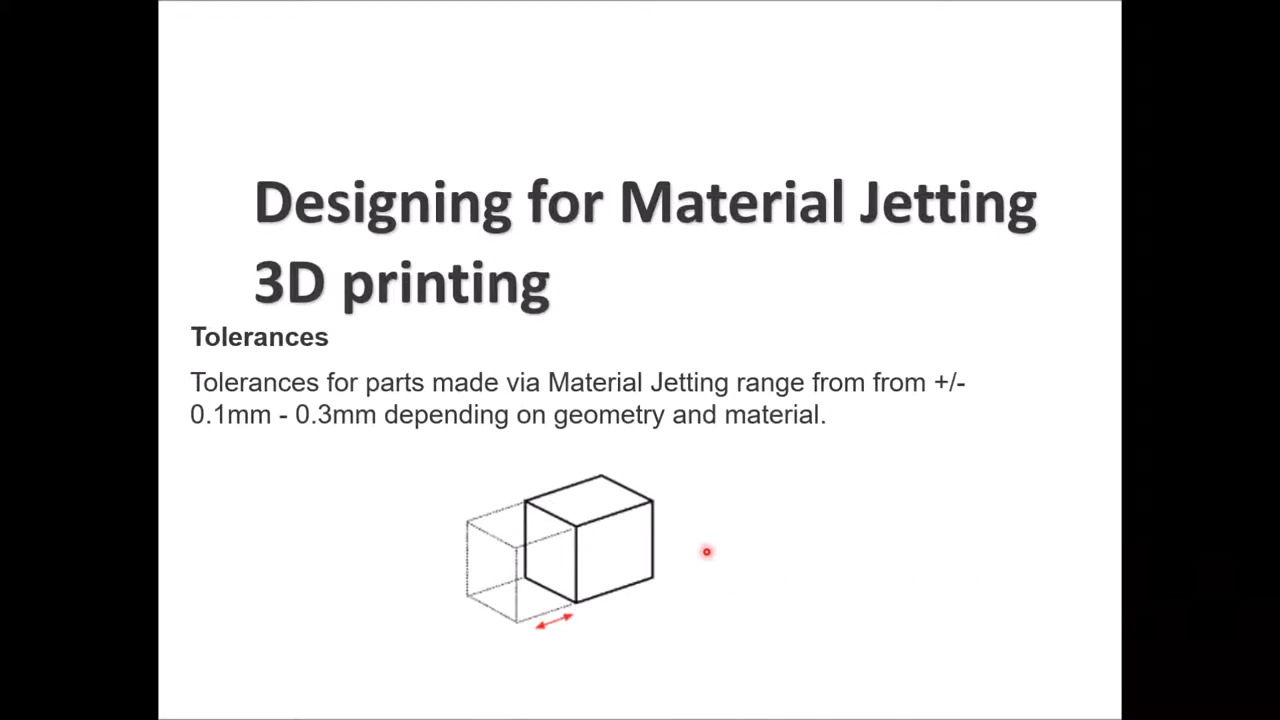 Designing for Material Jetting
3D printing
Tolerances
Tolerances for parts made via Material Jetting range from from +/-
0.1mm - 0.3mm depending on geometry and material.